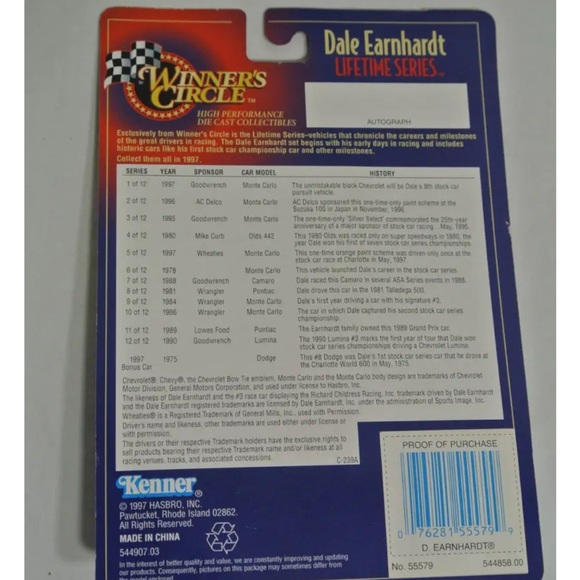 WINNER'S CIRCLE™
HIGH PERFORMANCE
DIE CAST COLLECTIBLES
Dale Earnhardt
LIFETIME SERIES™
AUTOGRAPH
Exclusively from Winner's Circle is the Lifetime Series–vehicles that chronicle the careers and milestones
of the great drivers in racing. The Dale Earnhardt set begins with his early days in racing and includes
historic cars like his first stock car championship car and other milestones.
Collect them all in 1997.
SERIES YEAR SPONSOR CAR MODEL HISTORY
1 of 12 1997 Goodwrench Monte Carlo The unmistakable black Chevrolet will be Dale's 8th stock car
pursuit vehicle.
2 of 12 1996 AC Delco Monte Carlo AC Delco sponsored this one-time-only paint scheme at the
Suzuka 100 in Japan in November, 1996.
3 of 12 1995 Goodwrench Monte Carlo The one-time-only "Silver Select" commemorated the 25th-year
anniversary of a major sponsor of stock car racing... May, 1995.
4 of 12 1980 Mike Curb Olds 442 This 1980 Olds was raced only on super speedways in 1980, the
year Dale won his first of seven stock car series championships.
5 of 12 1997 Wheaties Monte Carlo This one-time orange paint scheme was driven only once at the
stock car race at Charlotte in May, 1997
6 of 12 1978 Monte Carlo This vehicle launched Dale's career in the stock car series.
7 of 12 1988 Goodwrench Camaro Dale raced this Camaro in several ASA Series events in 1988.
8 of 12 1981 Wrangler Pontiac Dale drove this car in the 1981 Talladega 500.
9 of 12 1984 Wrangler Monte Carlo Dale's first year driving a car with his signature #3.
10 of 12 1986 Wrangler Monte Carlo The car in which Dale captured his second stock car series
championship.
11 of 12 1989 Lowes Food Pontiac The Earnhardt family owned this 1989 Grand Prix car.
12 of 12 1990 Goodwrench Lumina The 1990 Lumina #3 marks the first year of four that Dale won
stock car series championships driving a Chevrolet Lumina.
1997 1975 Dodge This #8 Dodge was Dale's 1st stock car series car that he drove at
Bonus Car the Charlotte World 600 in May, 1975.
Chevrolet®, Chevy®, the Chevrolet Bow Tie emblem, Monte Carlo and the Monte Carlo body design are trademarks of Chevrolet
Motor Division, General Motors Corporation, and used under license to Hasbro, Inc.
The likeness of Dale Earnhardt and the #3 race car displaying the Richard Childress Racing, Inc. trademark driven by Dale Earnhardt
and the Dale Earnhardt registered trademarks are licensed by Dale Earnhardt, Inc. under the administration of Sports Image, Inc.
Wheaties® is a Registered Trademark of General Mills, Inc., used with Permission.
Driver's name and likeness, other trademarks are used either under license or
with permission.
The drivers or their respective Trademark holders have the exclusive rights to
sell products bearing their respective Trademark name and/or likeness at all
racing venues, tracks, and associated concessions.
C-239A
Kenner®
© 1997 HASBRO, INC.
Pawtucket, Rhode Island 02862.
All Rights Reserved.
MADE IN CHINA
544907.03
In the interest of better quality and value, we are constantly improving and updating
our products. Consequently, pictures on this package may sometimes differ from
the model enclosed
PROOF OF PURCHASE
0 76281 55579 9
D. EARNHARDT®
No. 55579 544858.00